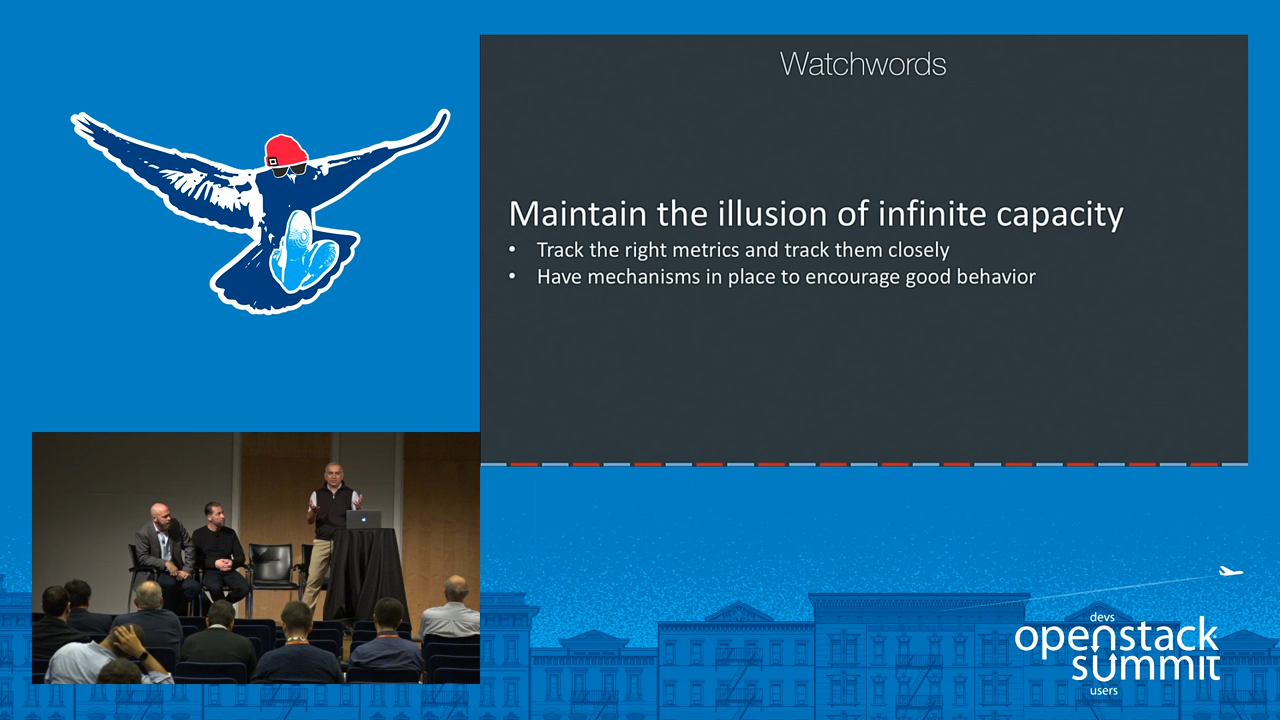 Watchwords
Maintain the illusion of infinite capacity
• Track the right metrics and track them closely
• Have mechanisms in place to encourage good behavior
devs
openstack
summit
users